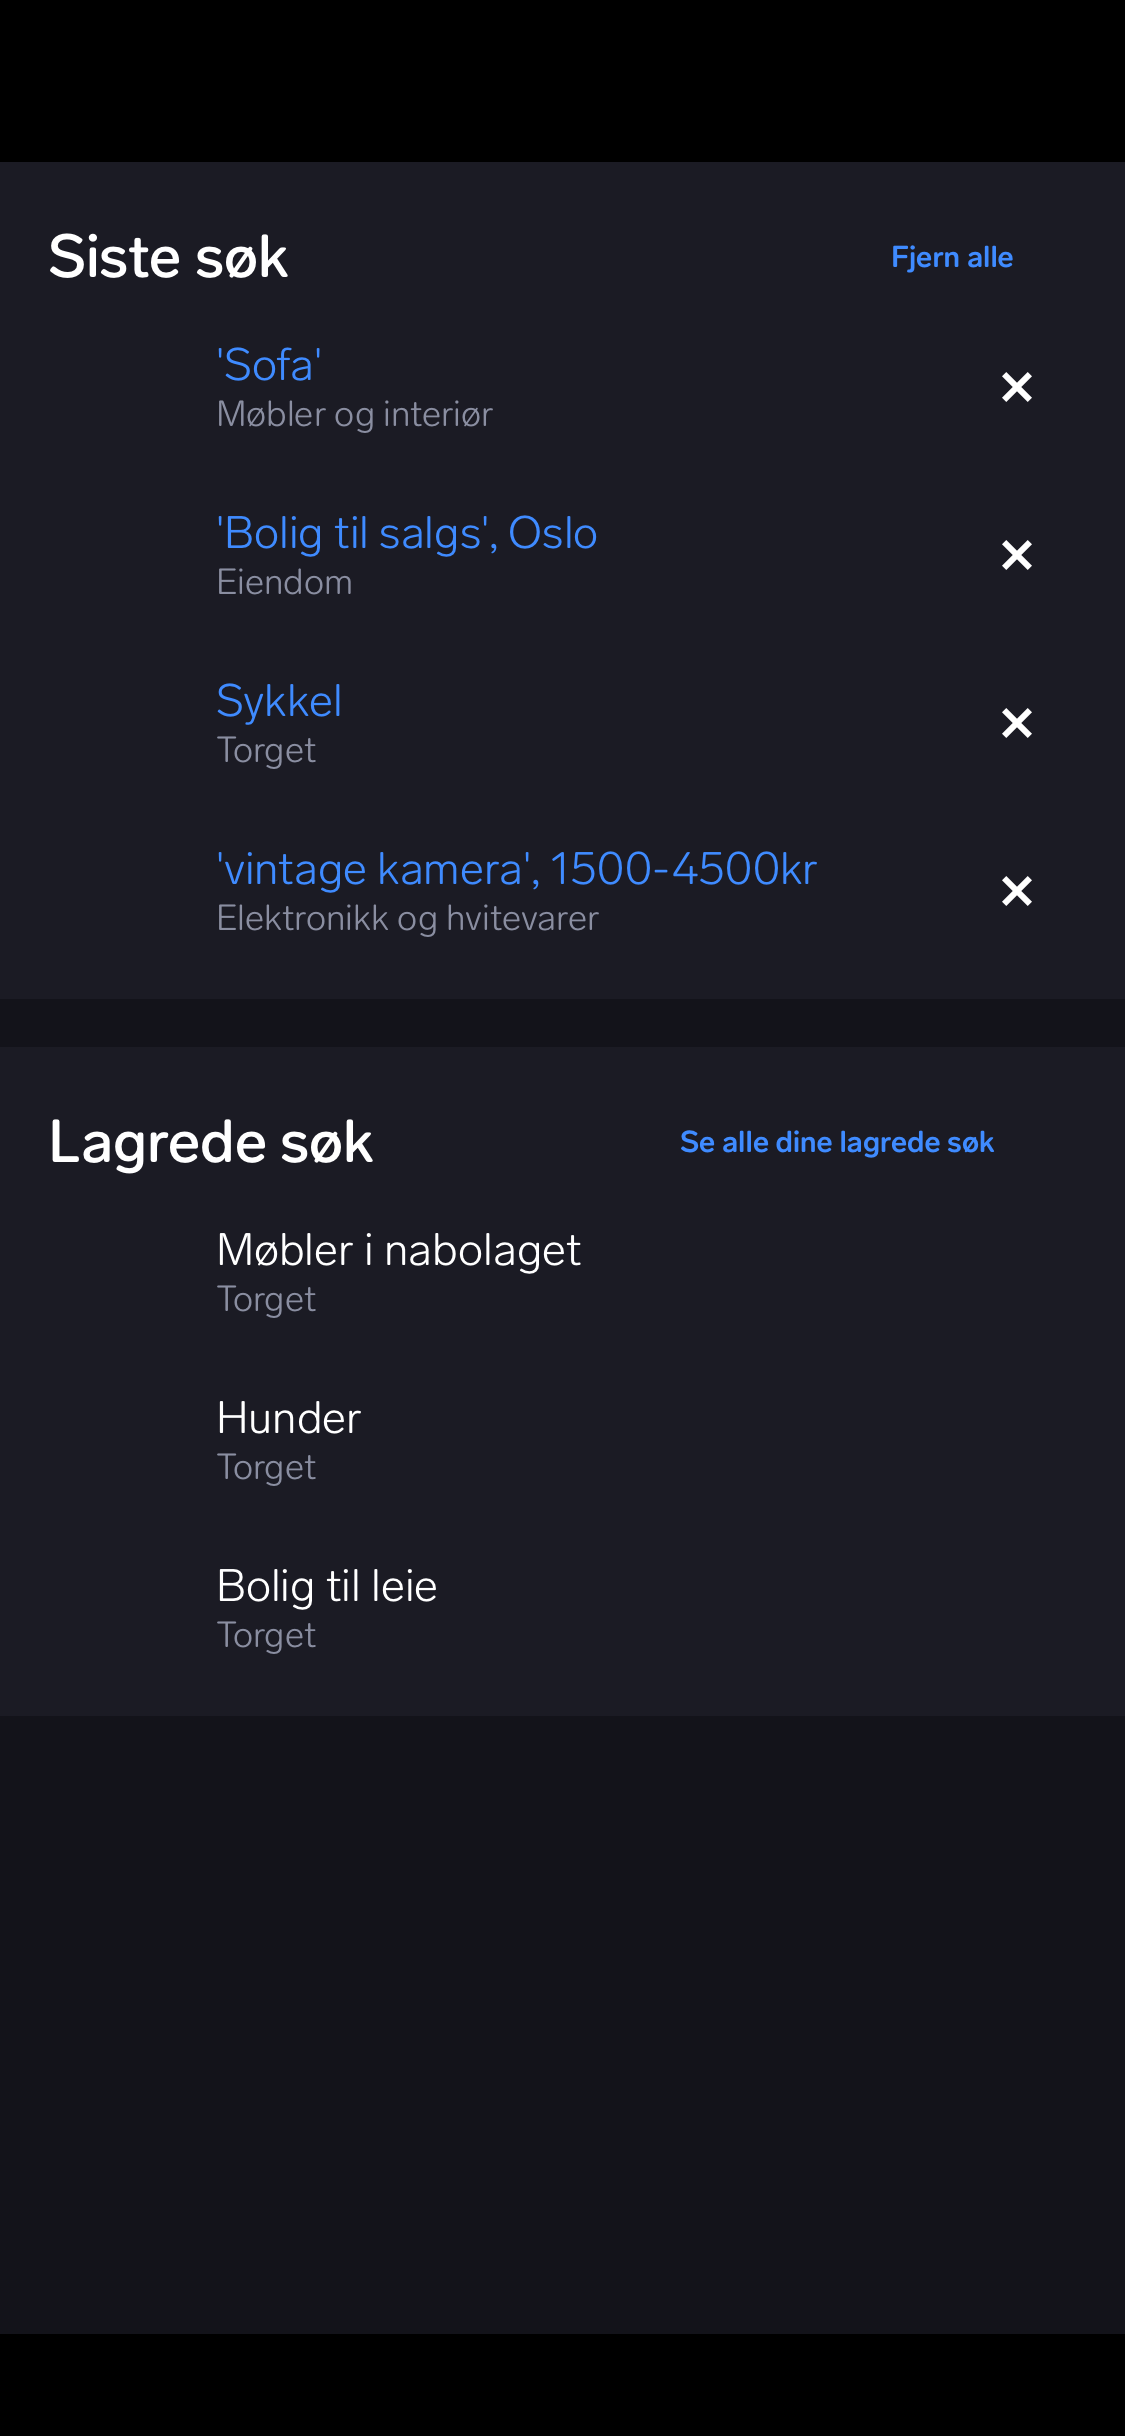 Siste søk
Fjern alle
'Sofa'
Møbler og interiør
'Bolig til salgs', Oslo
Eiendom
Sykkel
Torget
'vintage kamera', 1500-4500kr
Elektronikk og hvitevarer
Lagrede søk
Se alle dine lagrede søk
Møbler i nabolaget
Torget
Hunder
Torget
Bolig til leie
Torget